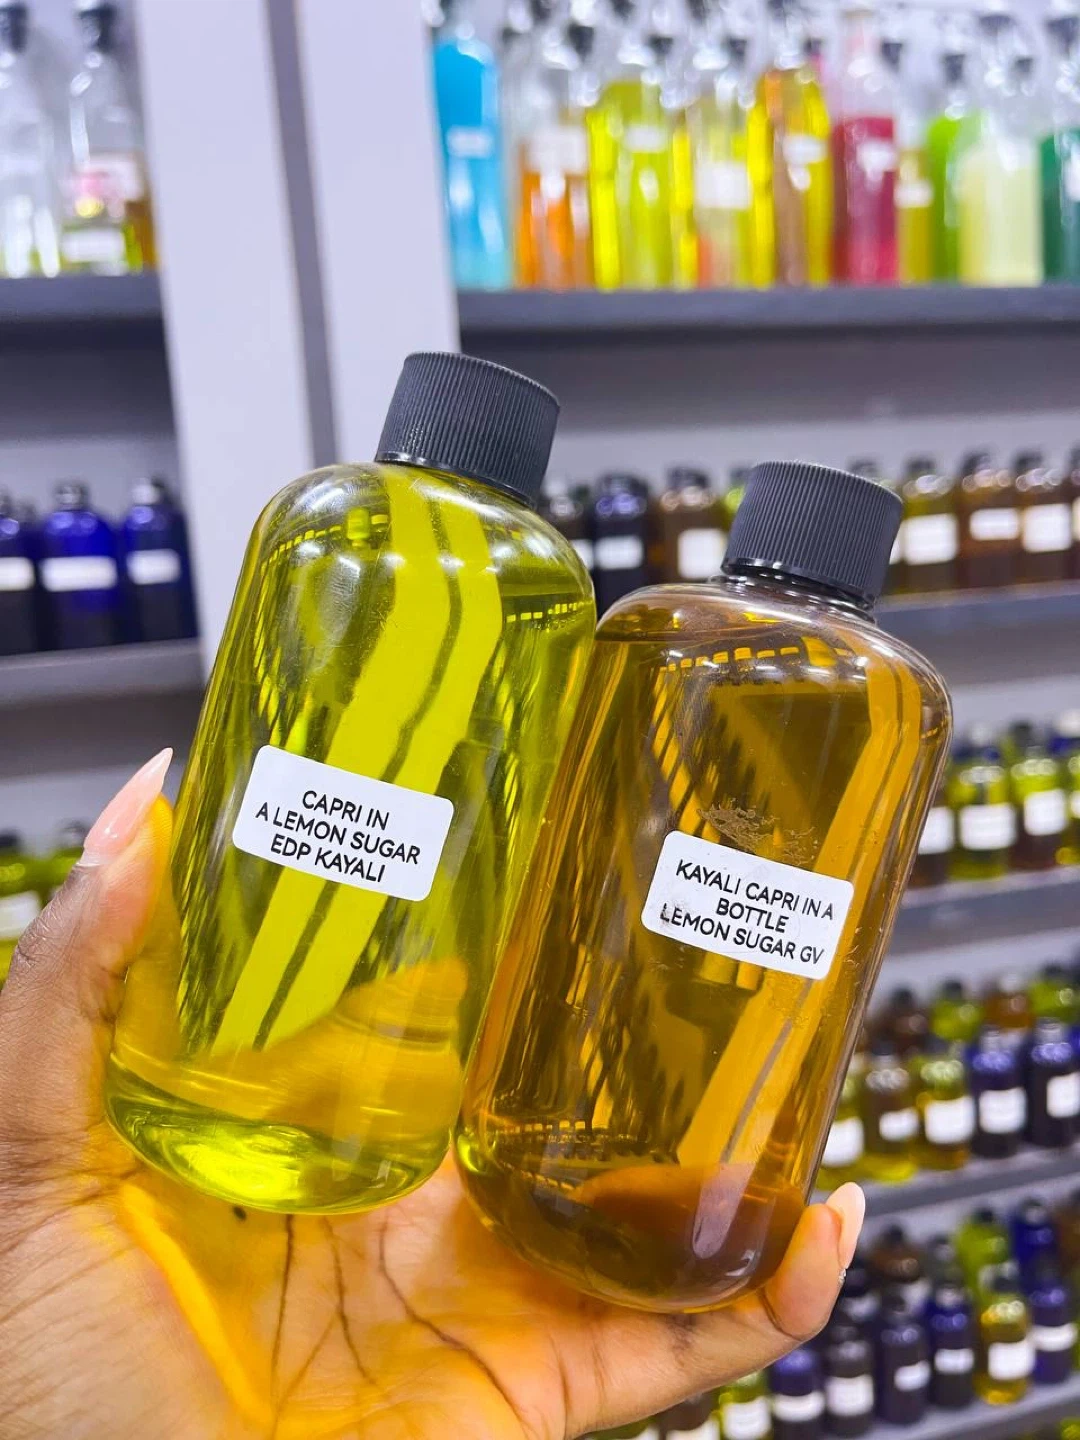 CAPRI IN
A LEMON SUGAR
EDP KAYALI
KAYALI CAPRI IN A
BOTTLE
LEMON SUGAR GV